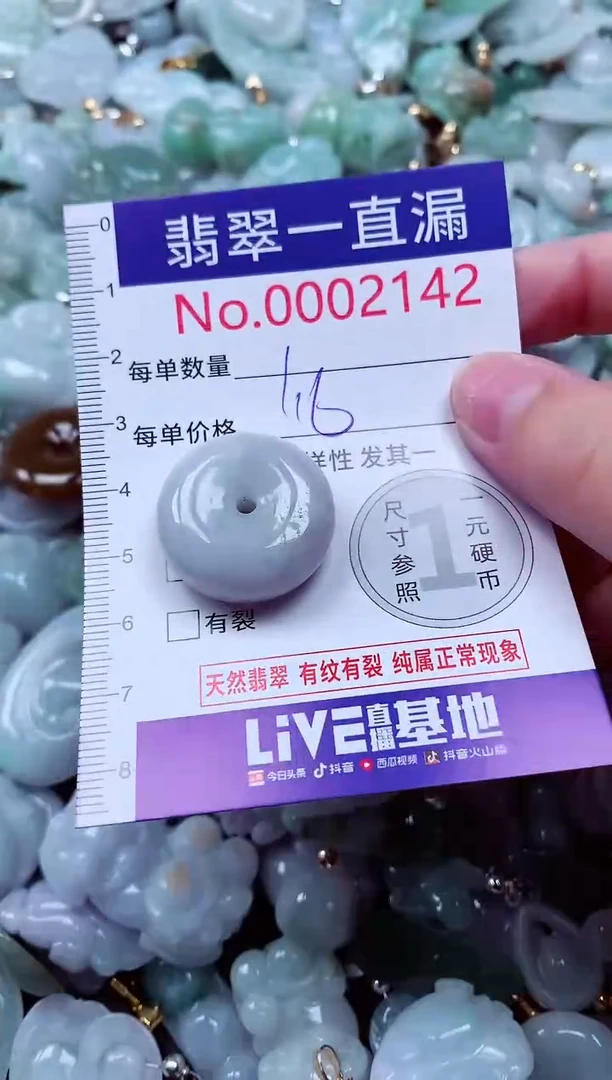 0
翡翠一直漏
1
No.0002142
2
每单数量
3
每单价格
样性 发其一
4
尺寸参照
1
一元硬币
5
6
有裂
天然翡翠 有纹有裂 纯属正常现象
7
LiVE直播基地
8
今日头条 抖音 西瓜视频 抖音火山版